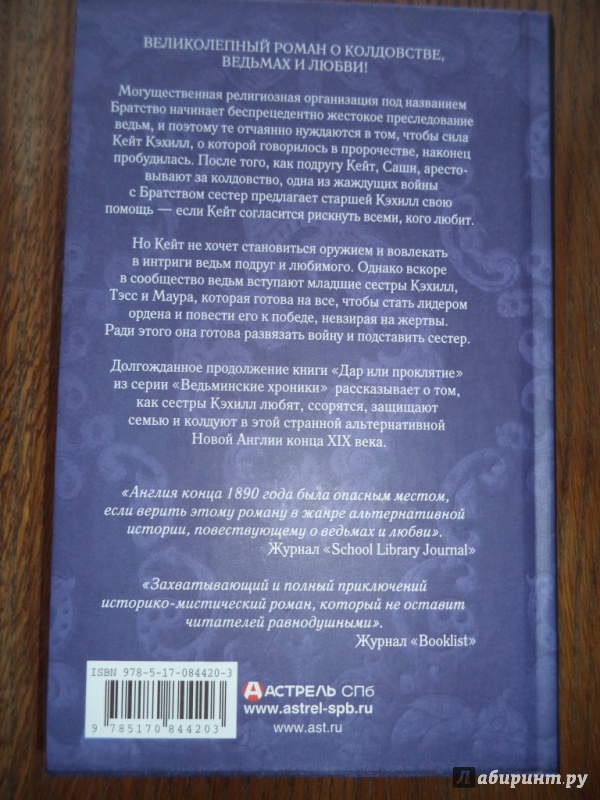 ВЕЛИКОЛЕПНЫЙ РОМАН О КОЛДОВСТВЕ,
ВЕДЬМАХ И ЛЮБВИ!
Могущественная религиозная организация под названием
Братство начинает беспрецедентно жестокое преследование
ведьм, и поэтому те отчаянно нуждаются в том, чтобы сила
Кейт Кэхилл, о которой говорилось в пророчестве, наконец
пробудилась. После того, как подругу Кейт, Саши, аресто-
вывают за колдовство, одна из жаждущих войны
с Братством сестер предлагает старшей Кэхилл свою
помощь — если Кейт согласится рискнуть всеми, кого любит.
Но Кейт не хочет становиться оружием и вовлекать
в интриги ведьм подруг и любимого. Однако вскоре
в сообщество ведьм вступают младшие сестры Кэхилл,
Тэсс и Маура, которая готова на все, чтобы стать лидером
ордена и повести его к победе, невзирая на жертвы.
Ради этого она готова развязать войну и подставить сестер.
Долгожданное продолжение книги «Дар или проклятие»
из серии «Ведьминские хроники» рассказывает о том,
как сестры Кэхилл любят, ссорятся, защищают
семью и колдуют в этой странной альтернативной
Новой Англии конца XIX века.
«Англия конца 1890 года была опасным местом,
если верить этому роману в жанре альтернативной
истории, повествующему о ведьмах и любви».
Журнал «School Library Journal»
«Захватывающий и полный приключений
историко-мистический роман, который не оставит
читателей равнодушными».
Журнал «Booklist»
ISBN 978-5-17-084420-3
9 785170 844203
АСТРЕЛЬ СПб
www.astrel-spb.ru
www.ast.ru
Лабиринт.ру